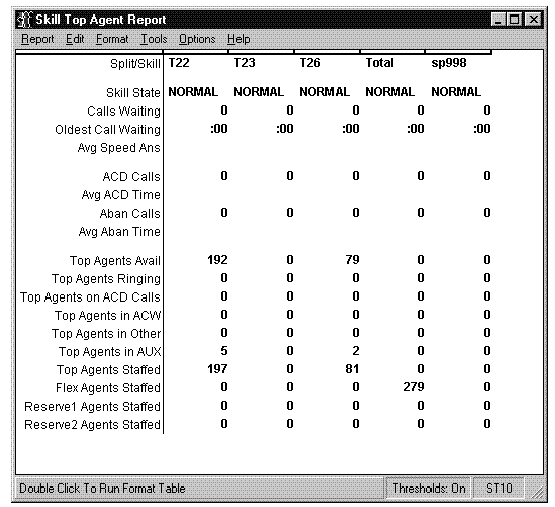 Skill Top Agent Report
Report Edit Format Tools Options Help
Split/Skill T22 T23 T26 Total sp998
Skill State NORMAL NORMAL NORMAL NORMAL NORMAL
Calls Waiting 0 0 0 0 0
Oldest Call Waiting :00 :00 :00 :00 :00
Avg Speed Ans
ACD Calls 0 0 0 0 0
Avg ACD Time
Aban Calls 0 0 0 0 0
Avg Aban Time
Top Agents Avail 192 0 79 0 0
Top Agents Ringing 0 0 0 0 0
Top Agents on ACD Calls 0 0 0 0 0
Top Agents in ACW 0 0 0 0 0
Top Agents in Other 0 0 0 0 0
Top Agents in AUX 5 0 2 0 0
Top Agents Staffed 197 0 81 0 0
Flex Agents Staffed 0 0 0 279 0
Reserve1 Agents Staffed 0 0 0 0 0
Reserve2 Agents Staffed 0 0 0 0 0
Double Click To Run Format Table Thresholds: On ST10